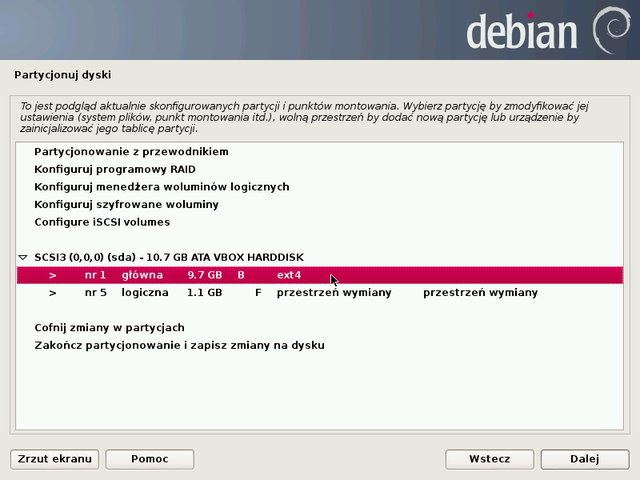 debian
Partycjonuj dyski
To jest podgląd aktualnie skonfigurowanych partycji i punktów montowania. Wybierz partycję by zmodyfikować jej
ustawienia (system plików, punkt montowania itd.), wolną przestrzeń by dodać nową partycję lub urządzenie by
zainicjalizować jego tablicę partycji.
Partycjonowanie z przewodnikiem
Konfiguruj programowy RAID
Konfiguruj menedżera woluminów logicznych
Konfiguruj szyfrowane woluminy
Configure iSCSI volumes
SCSI3 (0,0,0) (sda) - 10.7 GB ATA VBOX HARDDISK
> nr 1 główna 9.7 GB B ext4
> nr 5 logiczna 1.1 GB F przestrzeń wymiany przestrzeń wymiany
Cofnij zmiany w partycjach
Zakończ partycjonowanie i zapisz zmiany na dysku
Zrzut ekranu Pomoc Wstecz Dalej